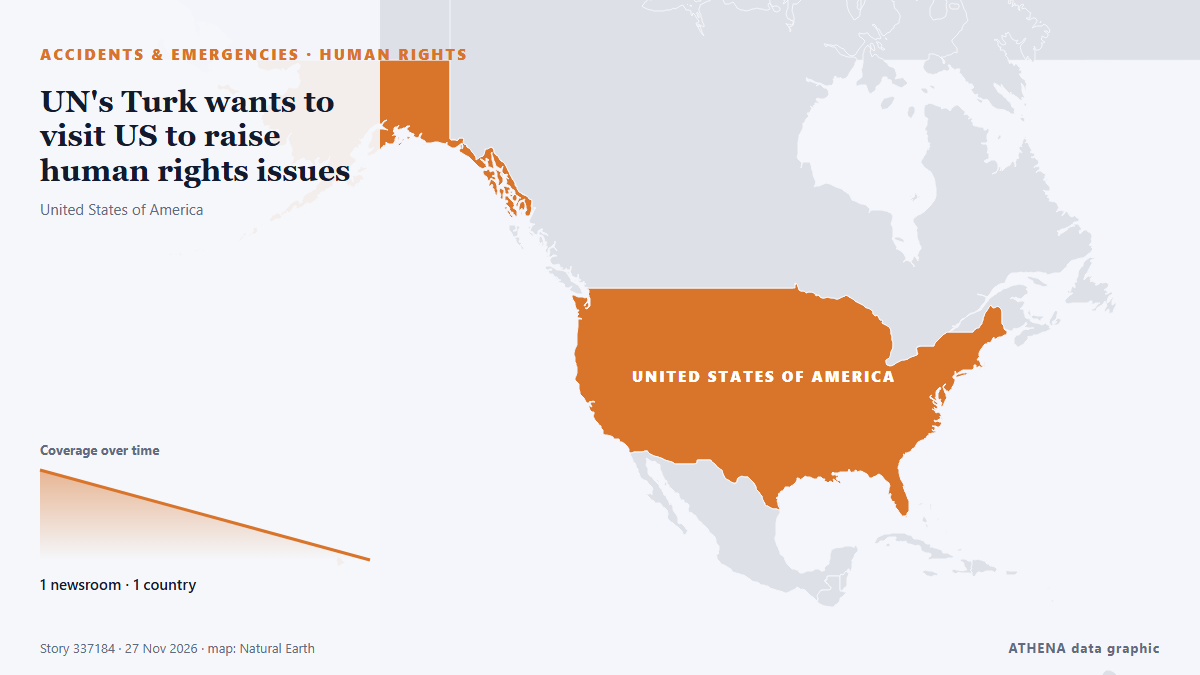 ACCIDENTS & EMERGENCIES · HUMAN RIGHTS
UN's Turk wants to
visit US to raise
human rights issues
United States of America
UNITED STATES OF AMERICA
Coverage over time
1 newsroom · 1 country
Story 337184 · 27 Nov 2026 · map: Natural Earth
ATHENA data graphic